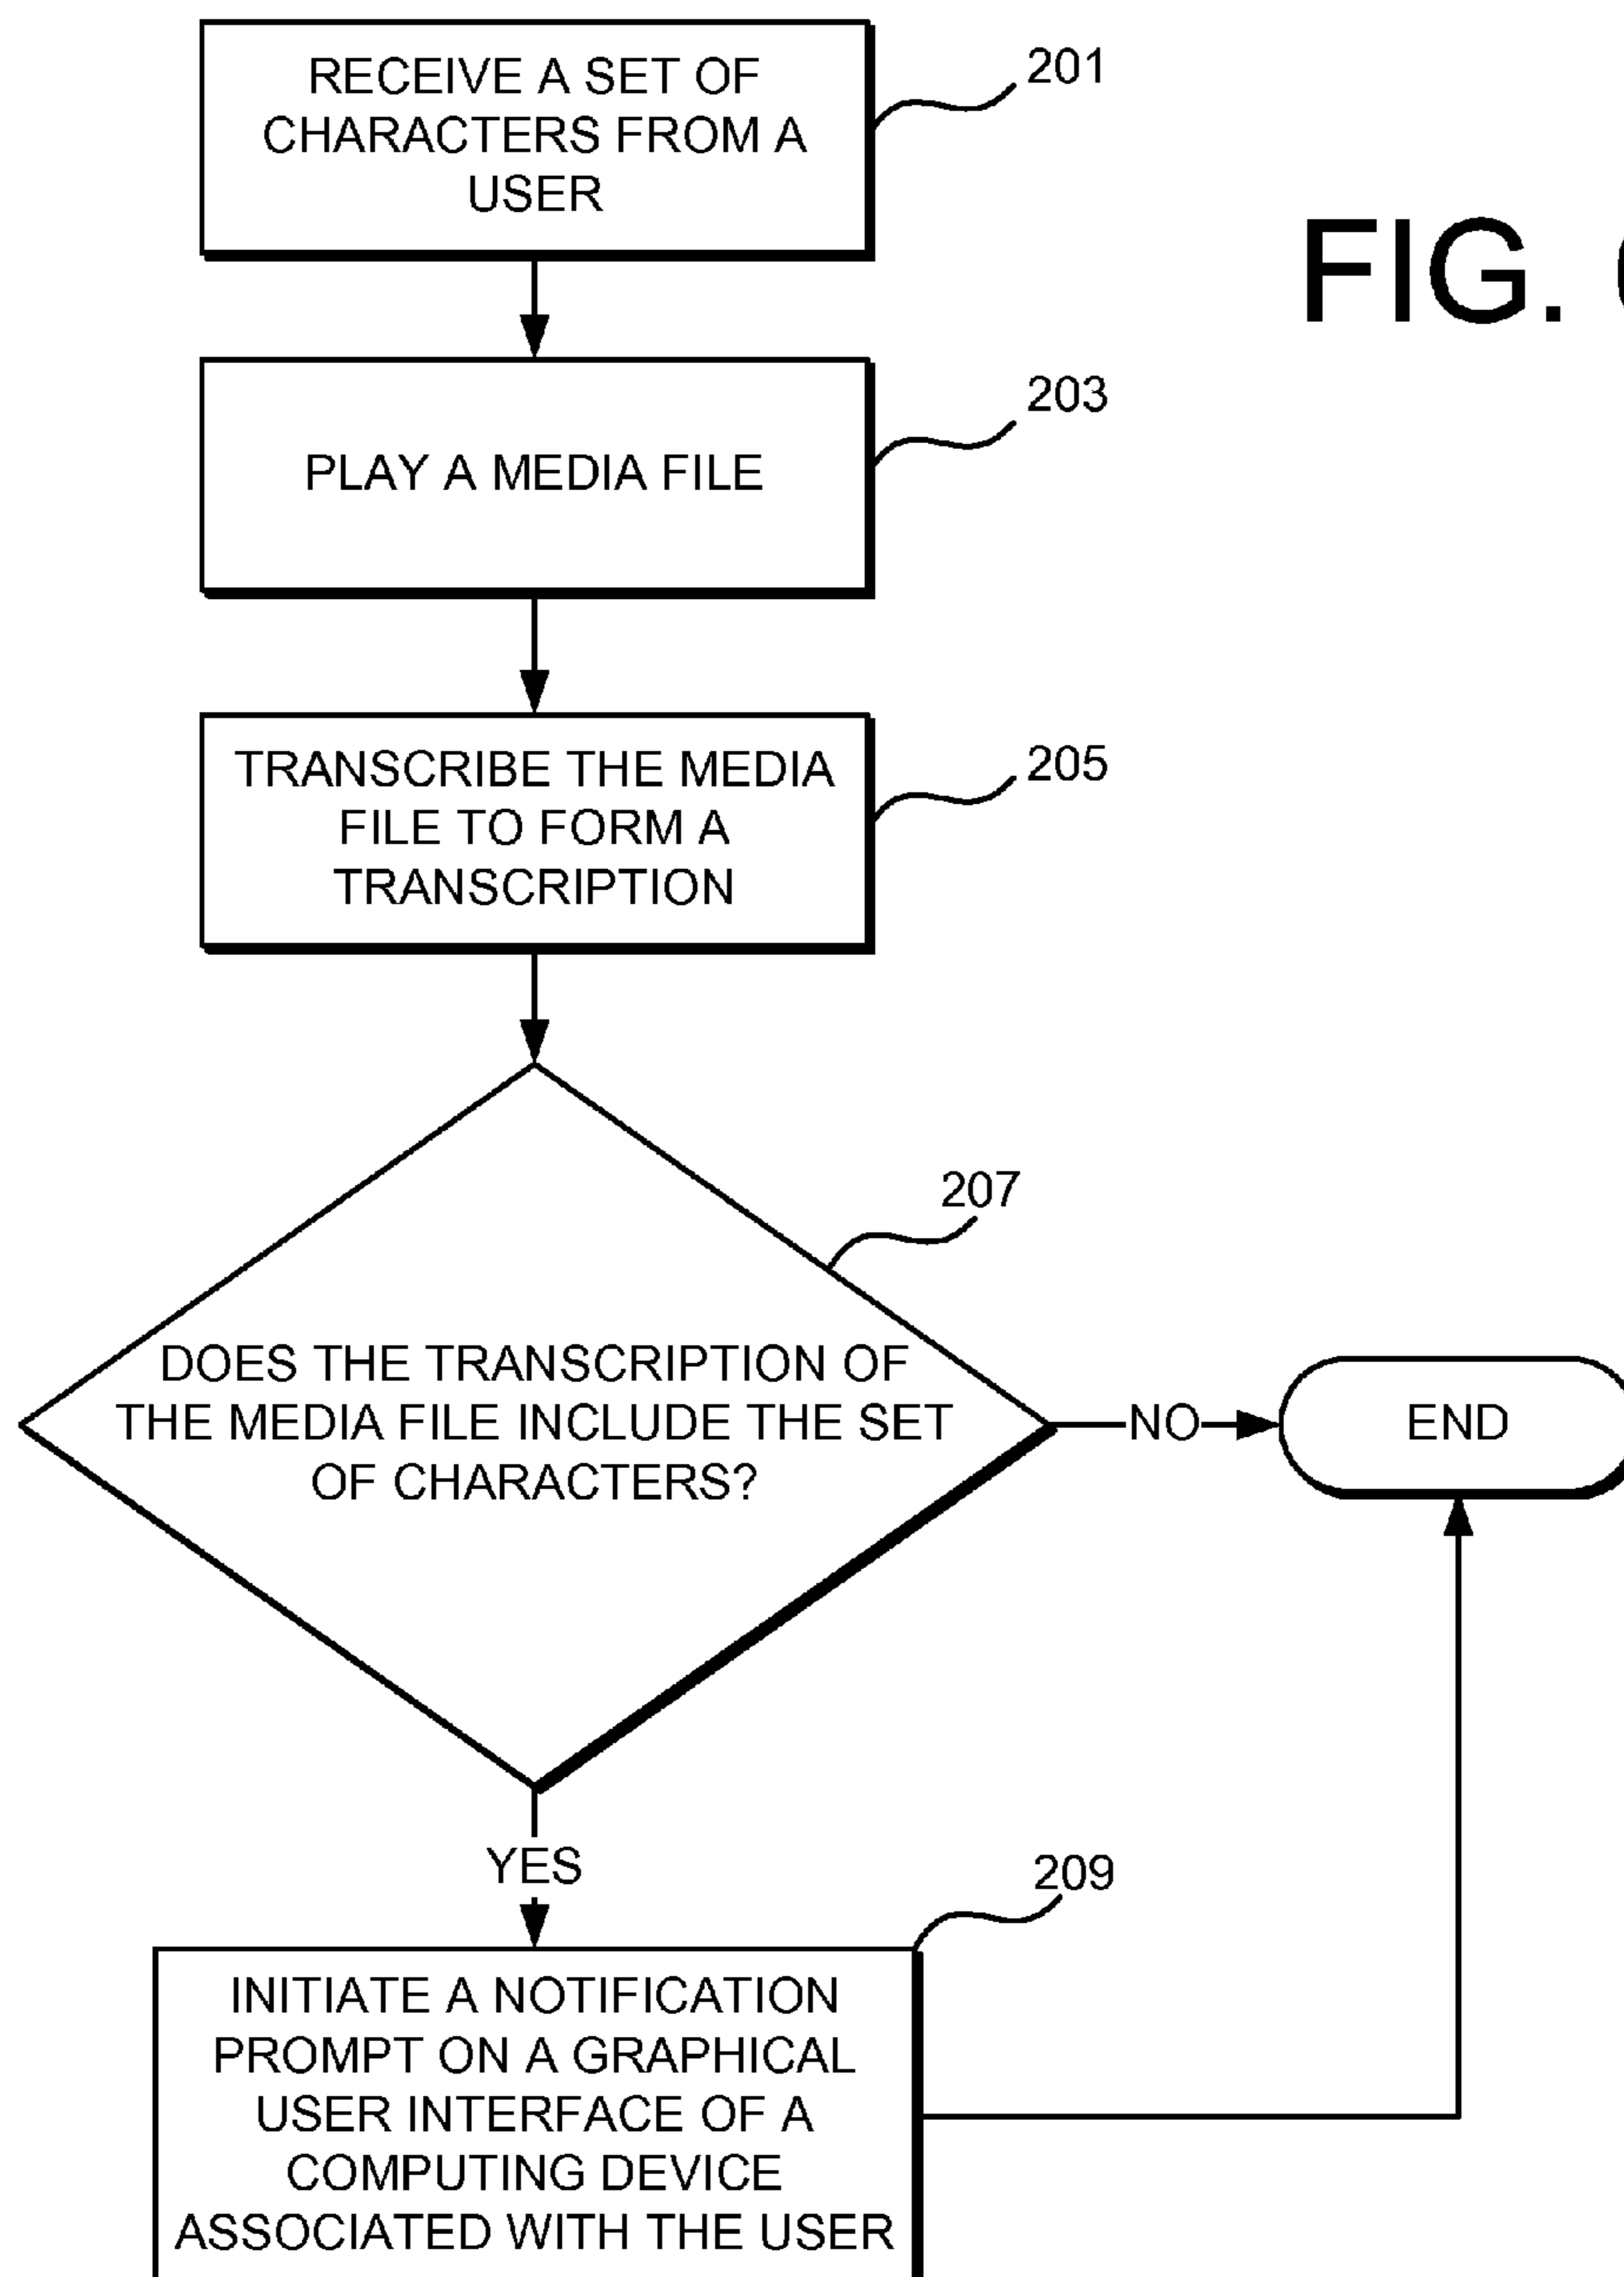 RECEIVE A SET OF
CHARACTERS FROM A
USER
201
FIG.
PLAY A MEDIA FILE
203
TRANSCRIBE THE MEDIA
FILE TO FORM A
TRANSCRIPTION
205
207
DOES THE TRANSCRIPTION OF
THE MEDIA FILE INCLUDE THE SET
OF CHARACTERS?
NO
END
YES
209
INITIATE A NOTIFICATION
PROMPT ON A GRAPHICAL
USER INTERFACE OF A
COMPUTING DEVICE
ASSOCIATED WITH THE USER